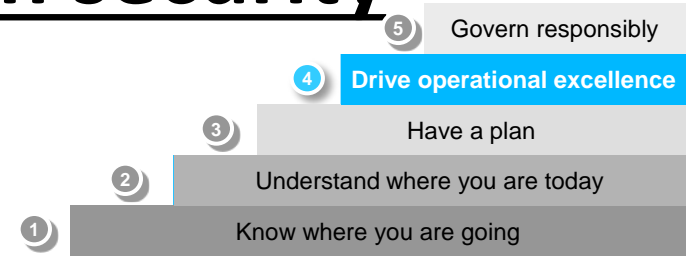 security
5 Govern responsibly
4 Drive operational excellence
3 Have a plan
2 Understand where you are today
1 Know where you are going